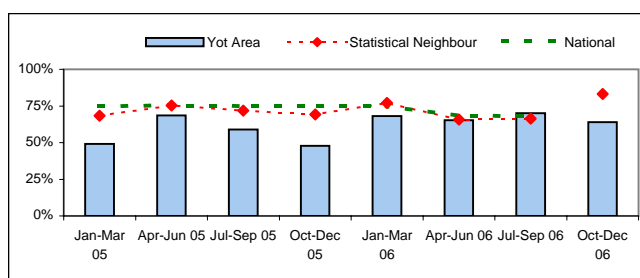 Yot Area Statistical Neighbour National
100%
75%
50%
25%
0%
Jan-Mar Apr-Jun 05 Jul-Sep 05 Oct-Dec Jan-Mar Apr-Jun 06 Jul-Sep 06 Oct-Dec
05 05 06 06